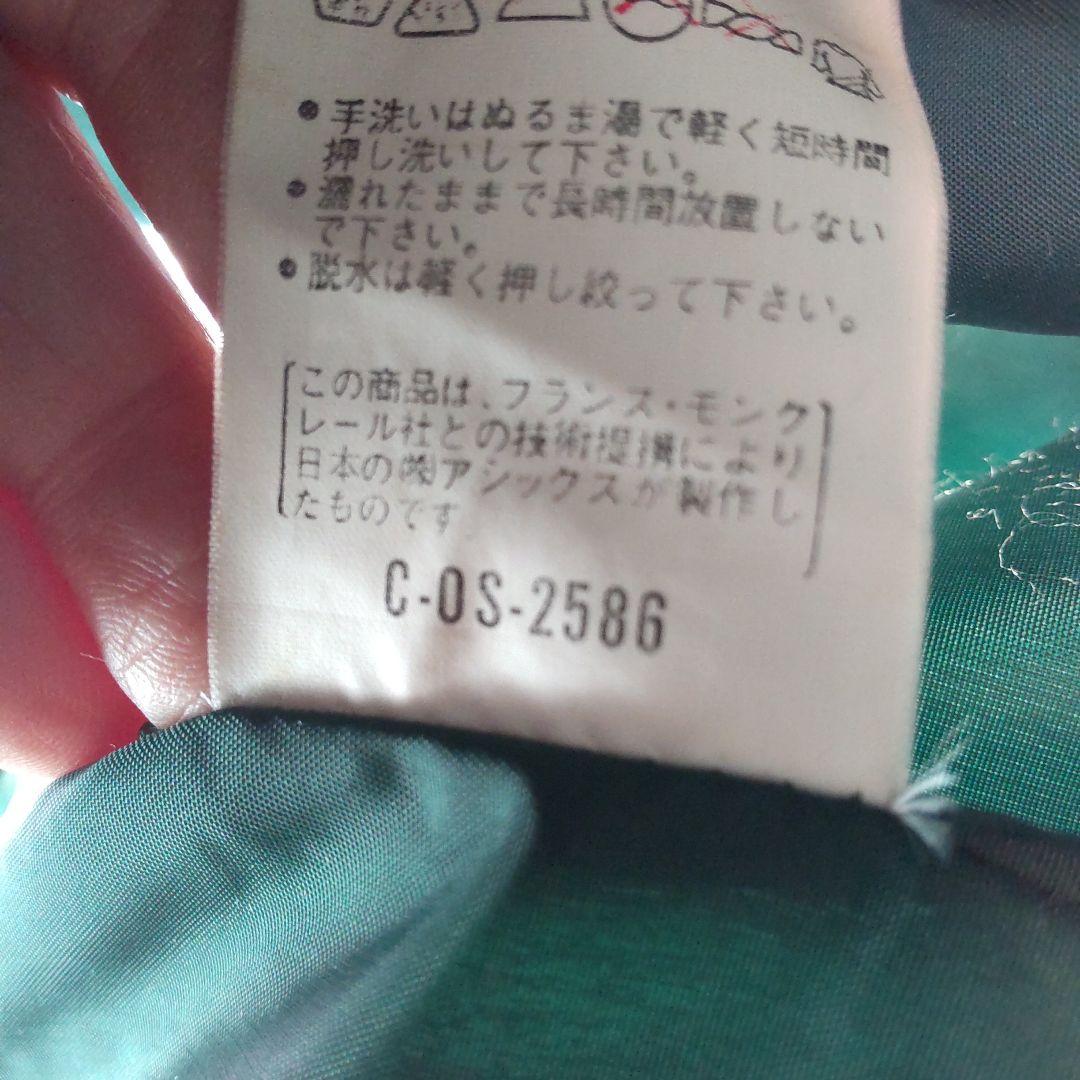 • 手洗いはぬるま湯で軽く短時間
押し洗いして下さい。
• 濡れたままで長時間放置しない
で下さい。
• 脱水は軽く押し絞って下さい。
この商品は、フランス・モンク
レール社との技術提携により
日本の㈱アシックスが製作し
たものです
C-OS-2586